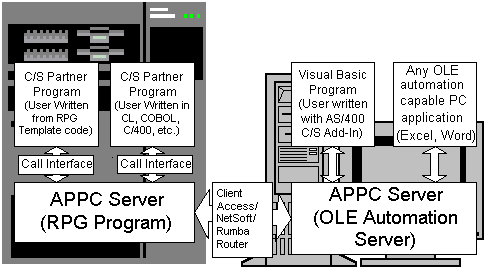 C/S Partner
Program
(User Written
from RPG
Template code)
C/S Partner
Program
(User Written in
CL, COBOL,
C/400, etc.)
Visual Basic
Program
(User written
with AS/400
C/S Add-In)
Any OLE
automation
capable PC
application
(Excel, Word)
Call Interface
Call Interface
APPC Server
(RPG Program)
Client
Access/
NetSoft/
Rumba
Router
APPC Server
(OLE Automation
Server)